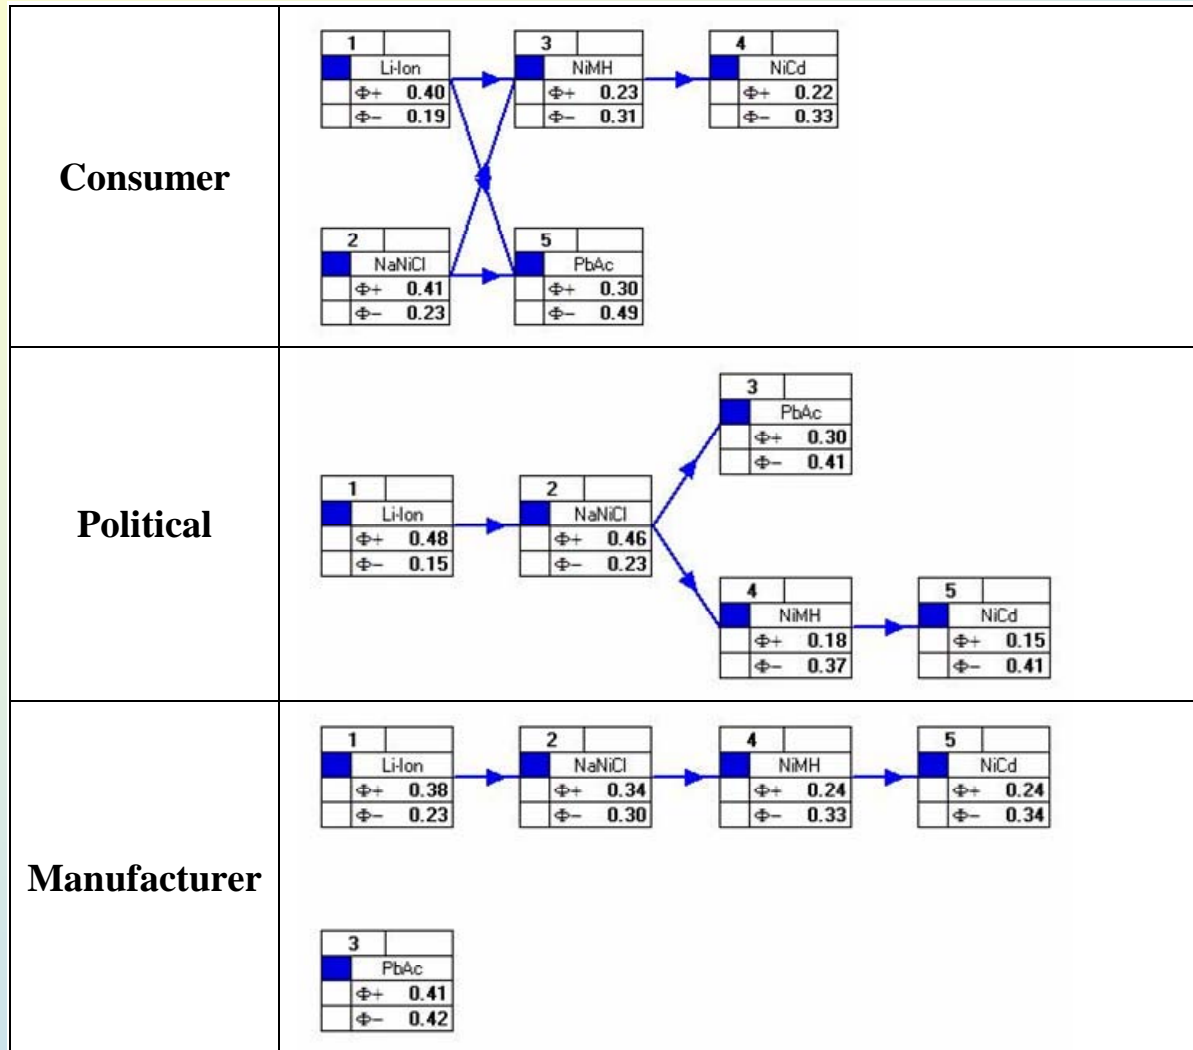 Consumer
1
Li-Ion
Φ+ 0.40
Φ− 0.19
3
NiMH
Φ+ 0.23
Φ− 0.31
4
NiCd
Φ+ 0.22
Φ− 0.33
2
NaNiCl
Φ+ 0.41
Φ− 0.23
5
PbAc
Φ+ 0.30
Φ− 0.49
Political
3
PbAc
Φ+ 0.30
Φ− 0.41
1
Li-Ion
Φ+ 0.48
Φ− 0.15
2
NaNiCl
Φ+ 0.46
Φ− 0.23
4
NiMH
Φ+ 0.18
Φ− 0.37
5
NiCd
Φ+ 0.15
Φ− 0.41
Manufacturer
1
Li-Ion
Φ+ 0.38
Φ− 0.23
2
NaNiCl
Φ+ 0.34
Φ− 0.30
4
NiMH
Φ+ 0.24
Φ− 0.33
5
NiCd
Φ+ 0.24
Φ− 0.34
3
PbAc
Φ+ 0.41
Φ− 0.42